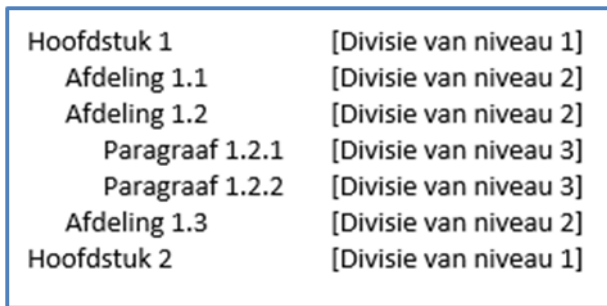 Hoofdstuk 1 [Divisie van niveau 1]
Afdeling 1.1 [Divisie van niveau 2]
Afdeling 1.2 [Divisie van niveau 2]
Paragraaf 1.2.1 [Divisie van niveau 3]
Paragraaf 1.2.2 [Divisie van niveau 3]
Afdeling 1.3 [Divisie van niveau 2]
Hoofdstuk 2 [Divisie van niveau 1]